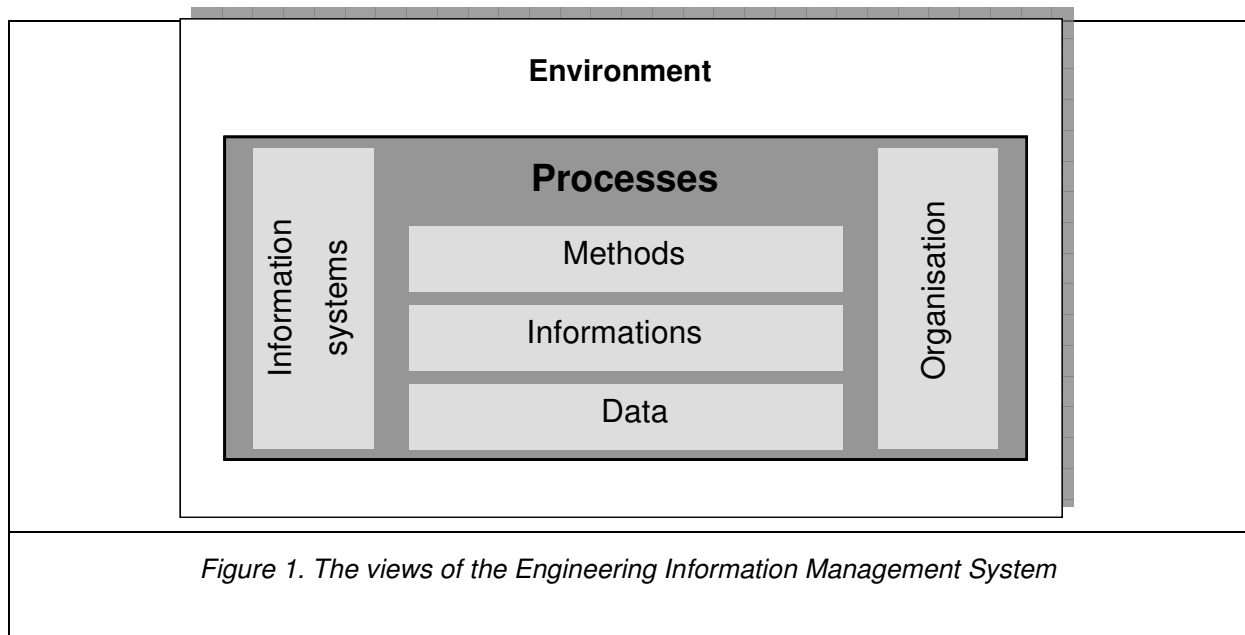 Environment
Processes
Information
systems
Methods
Informations
Data
Organisation
Figure 1. The views of the Engineering Information Management System